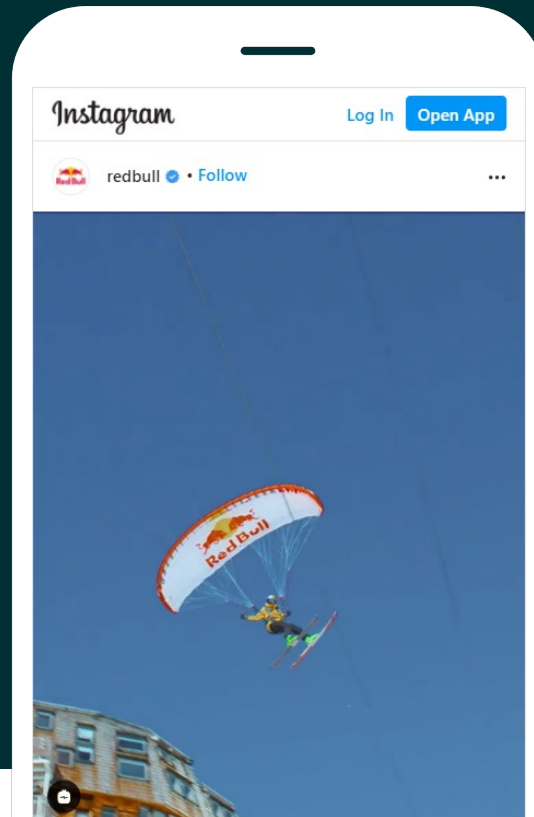 Instagram
Log In
Open App
Red Bull
redbull • Follow
Red Bull